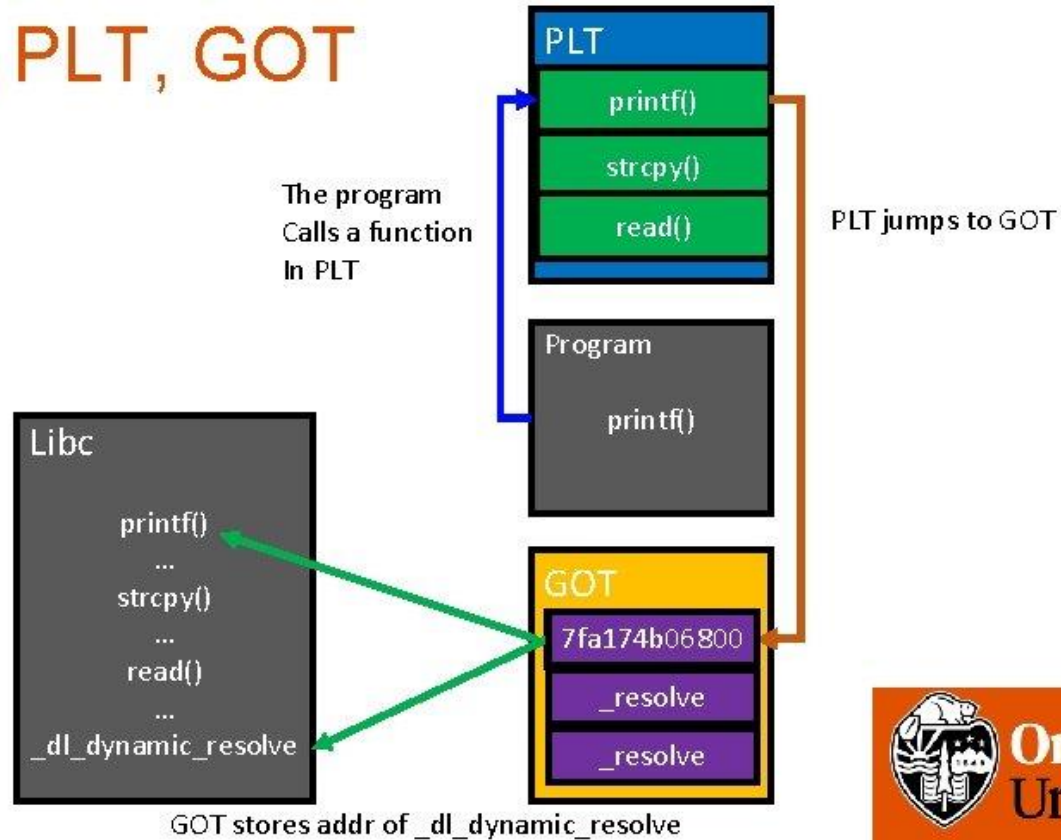 PLT, GOT
PLT
printf()
strcpy()
read()
The program
Calls a function
In PLT
PLT jumps to GOT
Program
printf()
Libc
printf()
...
strcpy()
...
read()
...
_dl_dynamic_resolve
GOT
7fa174b06800
_resolve
_resolve
GOT stores addr of _dl_dynamic_resolve